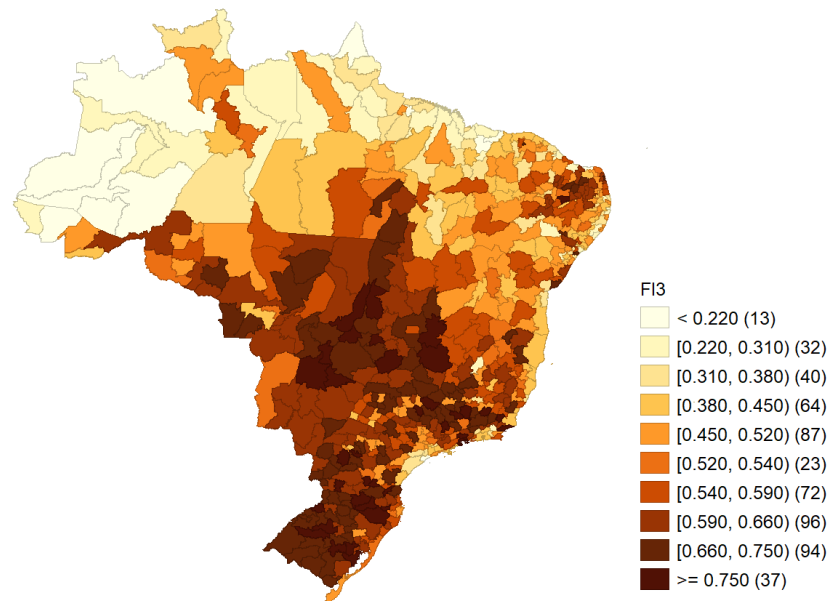 FI3
< 0.220 (13)
[0.220, 0.310) (32)
[0.310, 0.380) (40)
[0.380, 0.450) (64)
[0.450, 0.520) (87)
[0.520, 0.540) (23)
[0.540, 0.590) (72)
[0.590, 0.660) (96)
[0.660, 0.750) (94)
>= 0.750 (37)